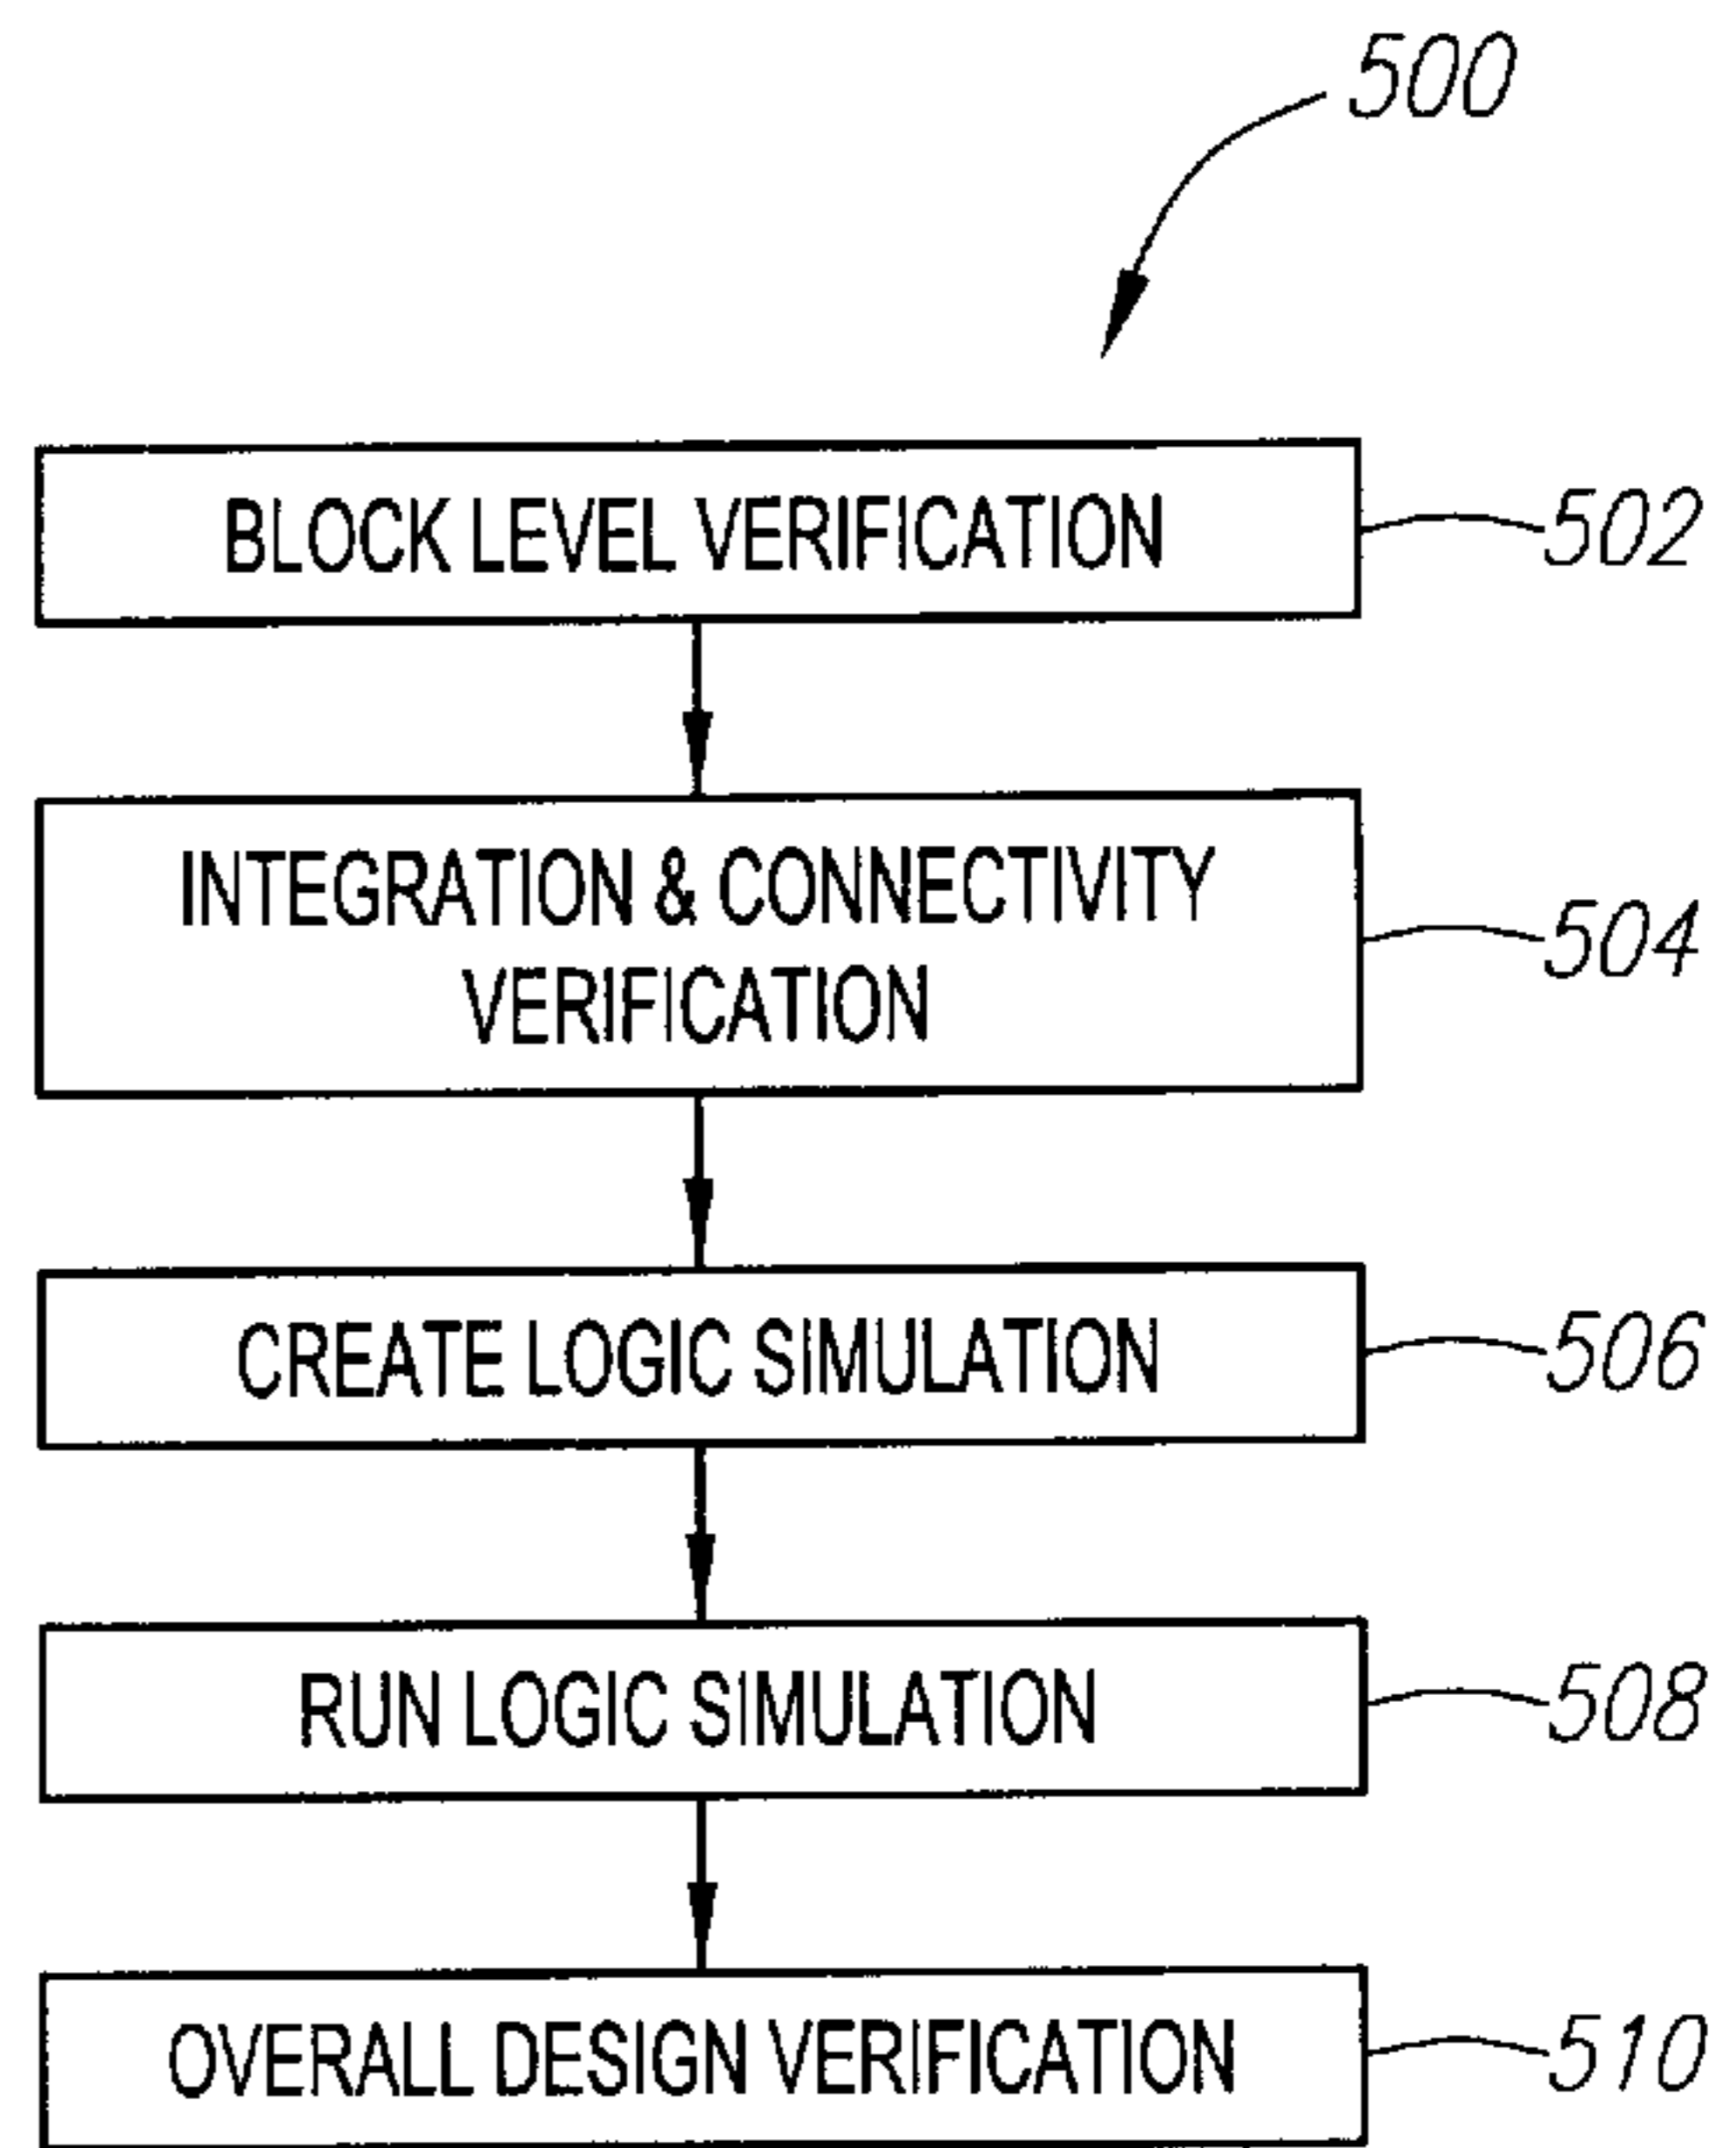 500
BLOCK LEVEL VERIFICATION
502
INTEGRATION & CONNECTIVITY
VERIFICATION
504
CREATE LOGIC SIMULATION
506
RUN LOGIC SIMULATION
508
OVERALL DESIGN VERIFICATION
510